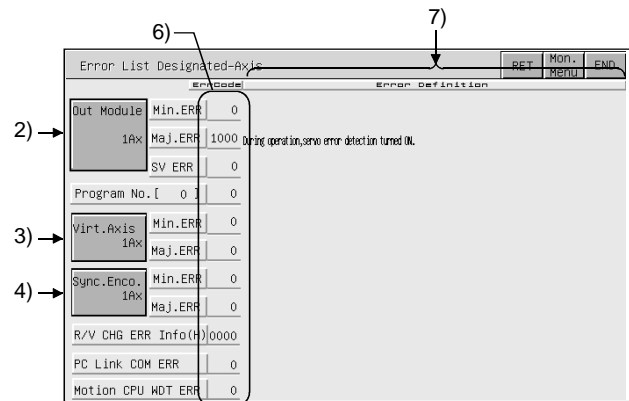 6)
7)
Error List Designated-Axis
RET
Mon.
Menu
END
ErrCode
Error Definition
2)
Out Module
1Ax
Min.ERR 0
Maj.ERR 1000 During operation,servo error detection turned ON.
SV ERR 0
Program No.[ 0 ] 0
3)
Virt.Axis
1Ax
Min.ERR 0
Maj.ERR 0
4)
Sync.Enco.
1Ax
Min.ERR 0
Maj.ERR 0
R/V CHG ERR Info(H) 0000
PC Link COM ERR 0
Motion CPU WDT ERR 0